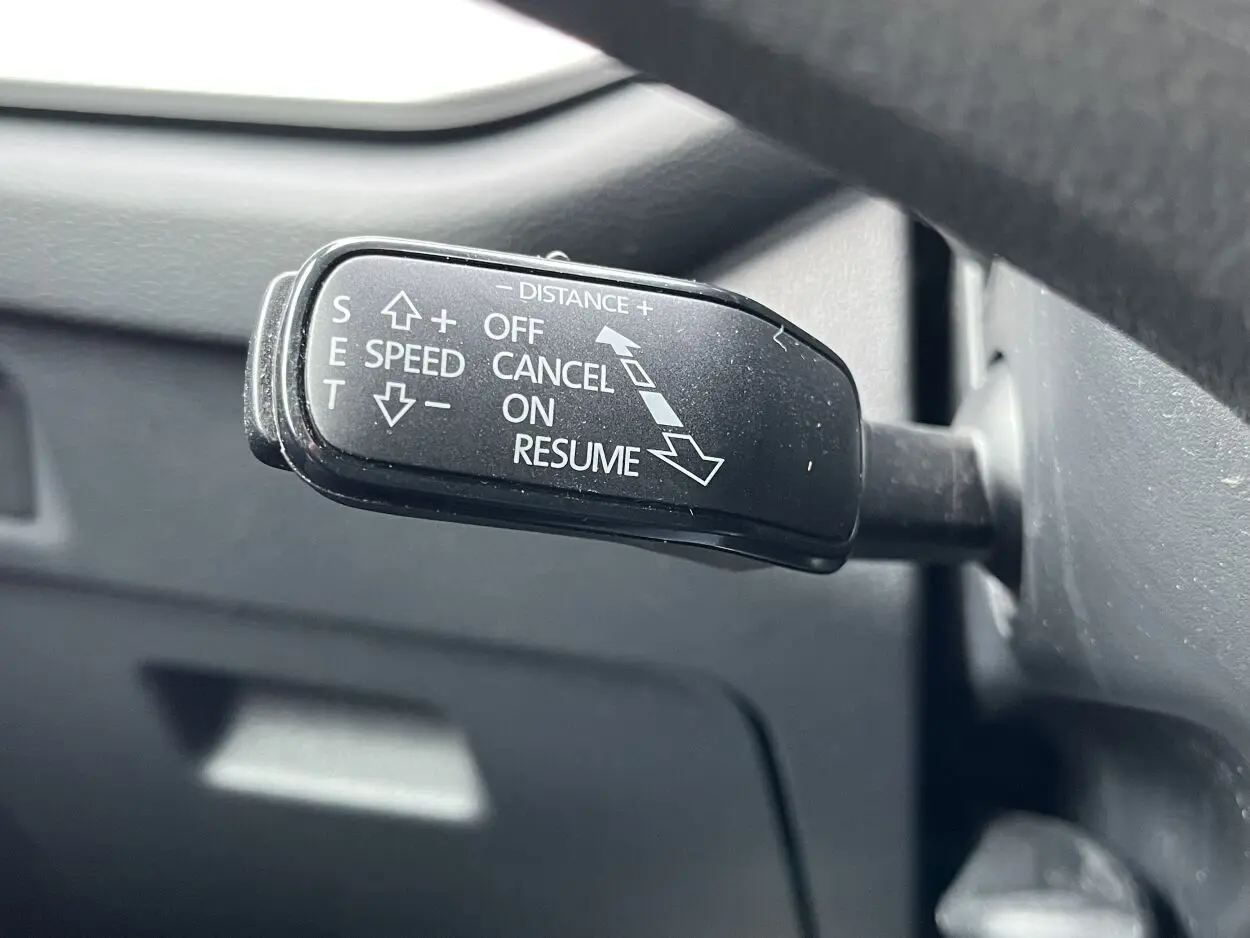 − DISTANCE +
S
E
T
+
SPEED
−
OFF
CANCEL
ON
RESUME